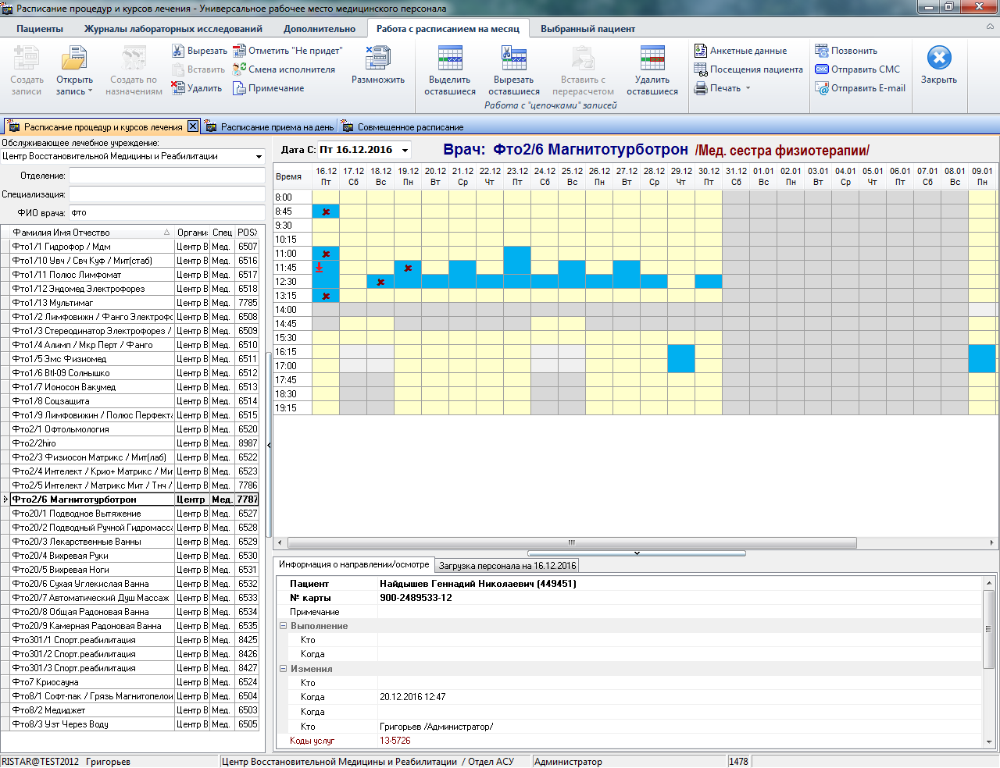 Расписание процедур и курсов лечения - Универсальное рабочее место медицинского персонала
Пациенты Журналы лабораторных исследований Дополнительно Работа с расписанием на месяц Выбранный пациент
Создать записи
Открыть запись
Создать по назначениям
Вырезать
Вставить
Удалить
Отметить "Не придет"
Смена исполнителя
Примечание
Размножить
Выделить оставшиеся
Вырезать оставшиеся
Вставить с перерасчетом
Удалить оставшиеся
Работа с "цепочками" записей
Анкетные данные
Посещения пациента
Печать
Позвонить
СМС Отправить СМС
Отправить E-mail
Закрыть
Расписание процедур и курсов лечения Расписание приема на день Совмещенное расписание
Обслуживающее лечебное учреждение:
Центр Восстановительной Медицины и Реабилитации
Отделение:
Специализация:
ФИО врача: фто
Фамилия Имя Отчество Органи Спец POS
Фто1/1 Гидрофор / Мдм Центр В Мед. 6507
Фто1/10 Увч / Свч Куф / Мит(стаб) Центр В Мед. 6516
Фто1/11 Полюс Лимфомат Центр В Мед. 6517
Фто1/12 Эндомед Электрофорез Центр В Мед. 6518
Фто1/13 Мультимаг Центр В Мед. 7785
Фто1/2 Лимфовижн / Фанго Электрофо Центр В Мед. 6508
Фто1/3 Стереодинатор Электрофорез / Центр В Мед. 6509
Фто1/4 Алимп / Мкр Перт / Фанго Центр В Мед. 6510
Фто1/5 Эмс Физиомед Центр В Мед. 6511
Фто1/6 Btl-09 Солнышко Центр В Мед. 6512
Фто1/7 Ионосон Вакумед Центр В Мед. 6513
Фто1/8 Соцзащита Центр В Мед. 6514
Фто1/9 Лимфовижин / Полюс Перфекта Центр В Мед. 6515
Фто2/1 Офтольмология Центр В Мед. 6520
Фто2/2hiro Центр В Мед. 8987
Фто2/3 Физиосон Матрикс / Мит(лаб) Центр В Мед. 6522
Фто2/4 Интелект / Крио+ Матрикс / Ми Центр В Мед. 6523
Фто2/5 Интелект / Матрикс Мит / Тнч / Центр В Мед. 7786
Фто2/6 Магнитотурботрон Центр Мед. 7787
Фто20/1 Подводное Вытяжение Центр В Мед. 6527
Фто20/2 Подводный Ручной Гидромасса Центр В Мед. 6528
Фто20/3 Лекарственные Ванны Центр В Мед. 6529
Фто20/4 Вихревая Руки Центр В Мед. 6530
Фто20/5 Вихревая Ноги Центр В Мед. 6531
Фто20/6 Сухая Углекислая Ванна Центр В Мед. 6532
Фто20/7 Автоматический Душ Массаж Центр В Мед. 6533
Фто20/8 Общая Радоновая Ванна Центр В Мед. 6534
Фто20/9 Камерная Радоновая Ванна Центр В Мед. 6535
Фто301/1 Спорт.реабилитация Центр В Мед. 8425
Фто301/2 Спорт.реабилитация Центр В Мед. 8426
Фто301/3 Спорт.реабилитация Центр В Мед. 8427
Фто7 Криосауна Центр В Мед. 6524
Фто8/1 Софт-пак / Грязь Магнитопелои Центр В Мед. 6504
Фто8/2 Медиджет Центр В Мед. 6503
Фто8/3 Узт Через Воду Центр В Мед. 6505
Дата С: Пт 16.12.2016 Врач: Фто2/6 Магнитотурботрон /Мед. сестра физиотерапии/
Время 16.12 Пт 17.12 Сб 18.12 Вс 19.12 Пн 20.12 Вт 21.12 Ср 22.12 Чт 23.12 Пт 24.12 Сб 25.12 Вс 26.12 Пн 27.12 Вт 28.12 Ср 29.12 Чт 30.12 Пт 31.12 Сб 01.01 Вс 02.01 Пн 03.01 Вт 04.01 Ср 05.01 Чт 06.01 Пт 07.01 Сб 08.01 Вс 09.01 Пн
8:00
8:45
9:30
10:15
11:00
11:45
12:30
13:15
14:00
14:45
15:30
16:15
17:00
17:45
18:30
19:15
Информация о направлении/осмотре Загрузка персонала на 16.12.2016
Пациент Найдышев Геннадий Николаевич (449451)
№ карты 900-2489533-12
Примечание
Выполнение
Кто
Когда
Изменил
Кто
Когда 20.12.2016 12:47
Когда
Кто Григорьев /Администратор/
Коды услуг 13-5726
RISTAR@TEST2012 Григорьев Центр Восстановительной Медицины и Реабилитации / Отдел АСУ Администратор 1478